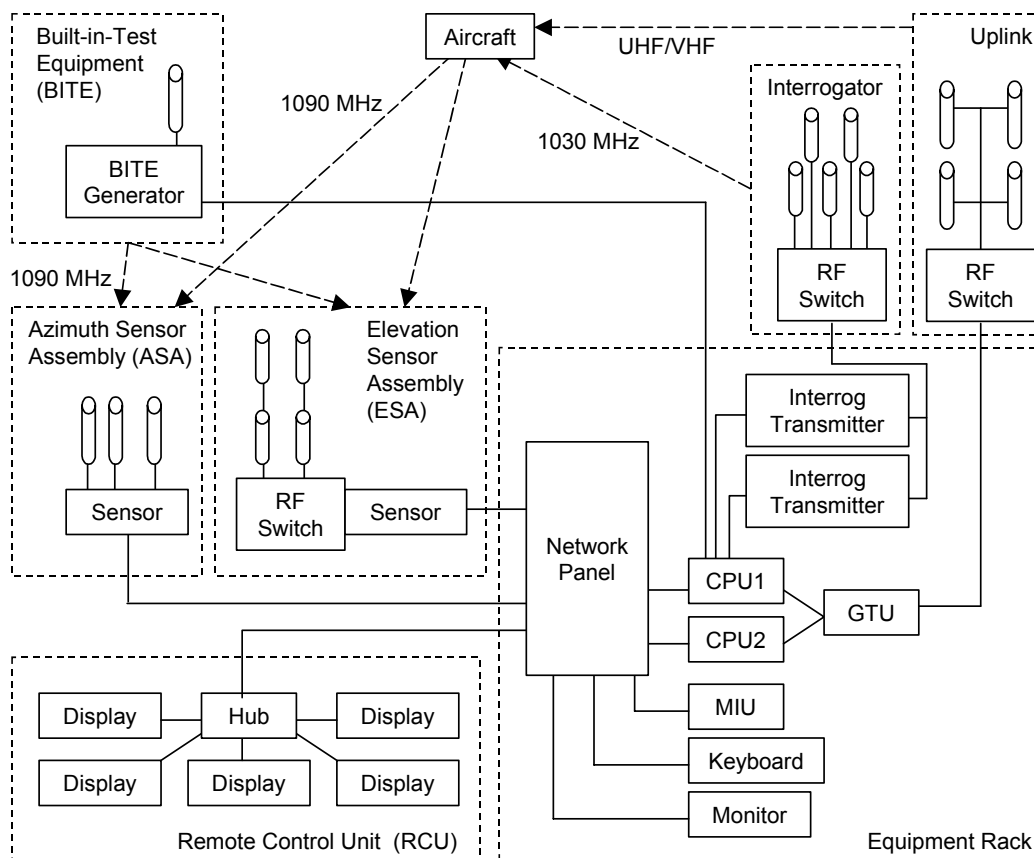 Built-in-Test
Equipment
(BITE)
BITE
Generator
Aircraft
UHF/VHF
Uplink
1090 MHz
1030 MHz
Interrogator
RF
Switch
RF
Switch
1090 MHz
Azimuth Sensor
Assembly (ASA)
Sensor
Elevation
Sensor
Assembly
(ESA)
RF
Switch
Sensor
Interrog
Transmitter
Interrog
Transmitter
Network
Panel
CPU1
CPU2
GTU
MIU
Keyboard
Monitor
Equipment Rack
Display
Hub
Display
Display
Display
Display
Remote Control Unit (RCU)